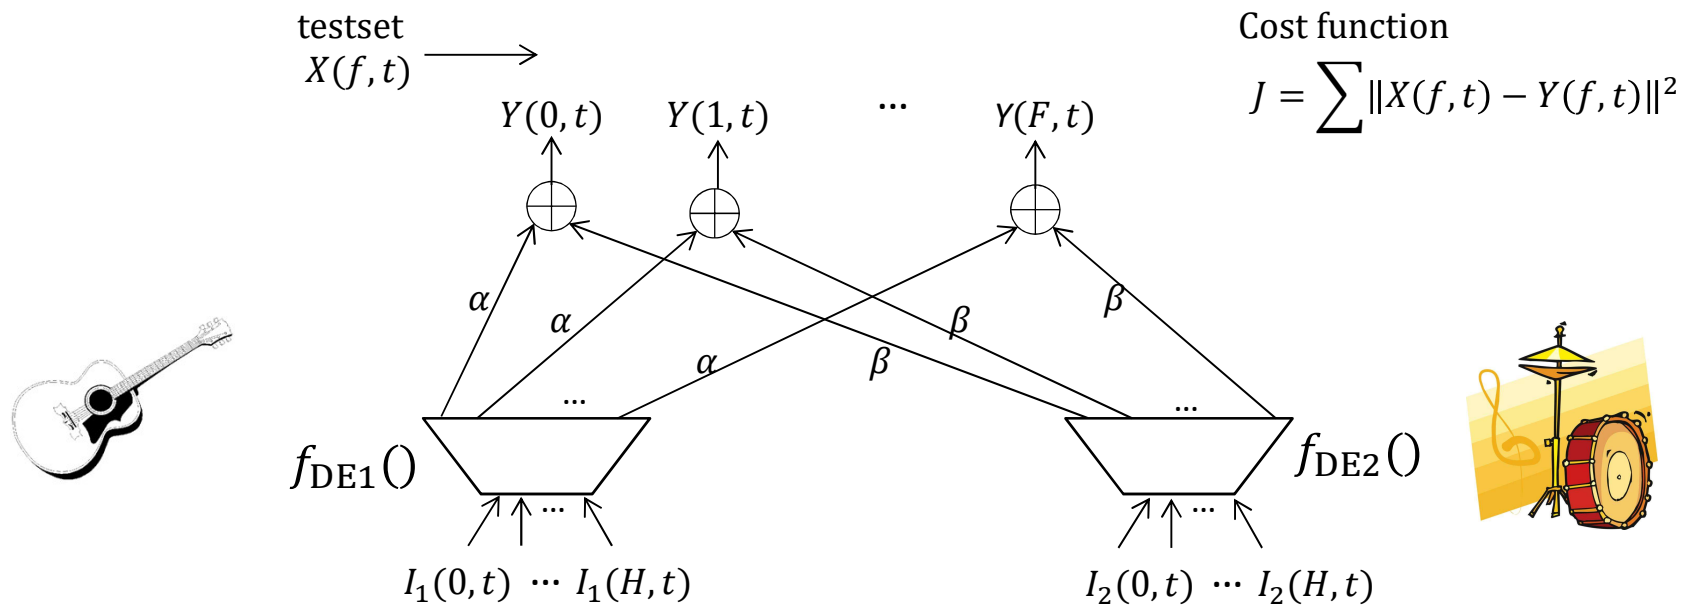 testset
X(f, t)
Cost function
J = ∑‖X(f, t) − Y(f, t)‖²
Y(0, t) Y(1, t) ... Y(F, t)
α α α β β β
... ...
f_DE1() f_DE2()
... ...
I₁(0, t) ... I₁(H, t) I₂(0, t) ... I₂(H, t)